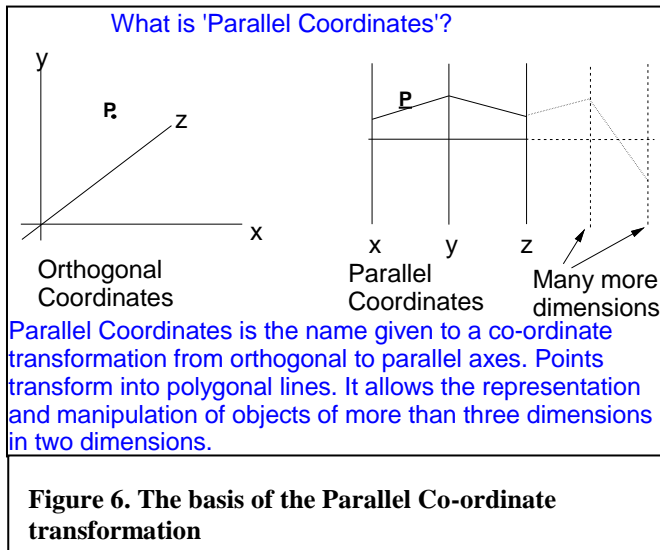 What is 'Parallel Coordinates'?
y
P
z
x
Orthogonal
Coordinates
P
x y z
Parallel
Coordinates
Many more
dimensions
Parallel Coordinates is the name given to a co-ordinate
transformation from orthogonal to parallel axes. Points
transform into polygonal lines. It allows the representation
and manipulation of objects of more than three dimensions
in two dimensions.
Figure 6. The basis of the Parallel Co-ordinate
transformation